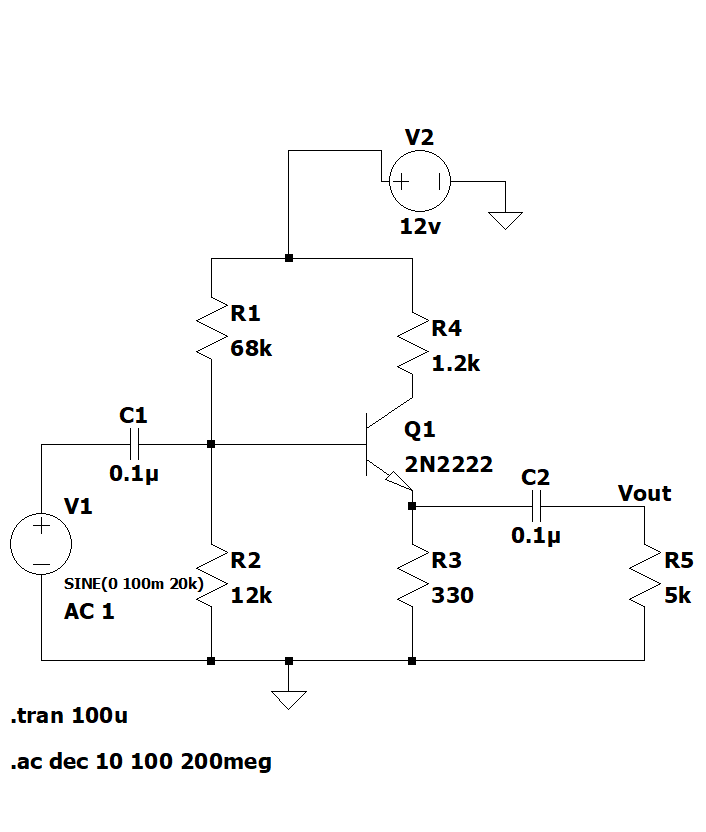 V2
12v
R1
68k
R4
1.2k
C1
0.1µ
Q1
2N2222
C2
0.1µ
Vout
V1
SINE(0 100m 20k)
AC 1
R2
12k
R3
330
R5
5k
.tran 100u
.ac dec 10 100 200meg